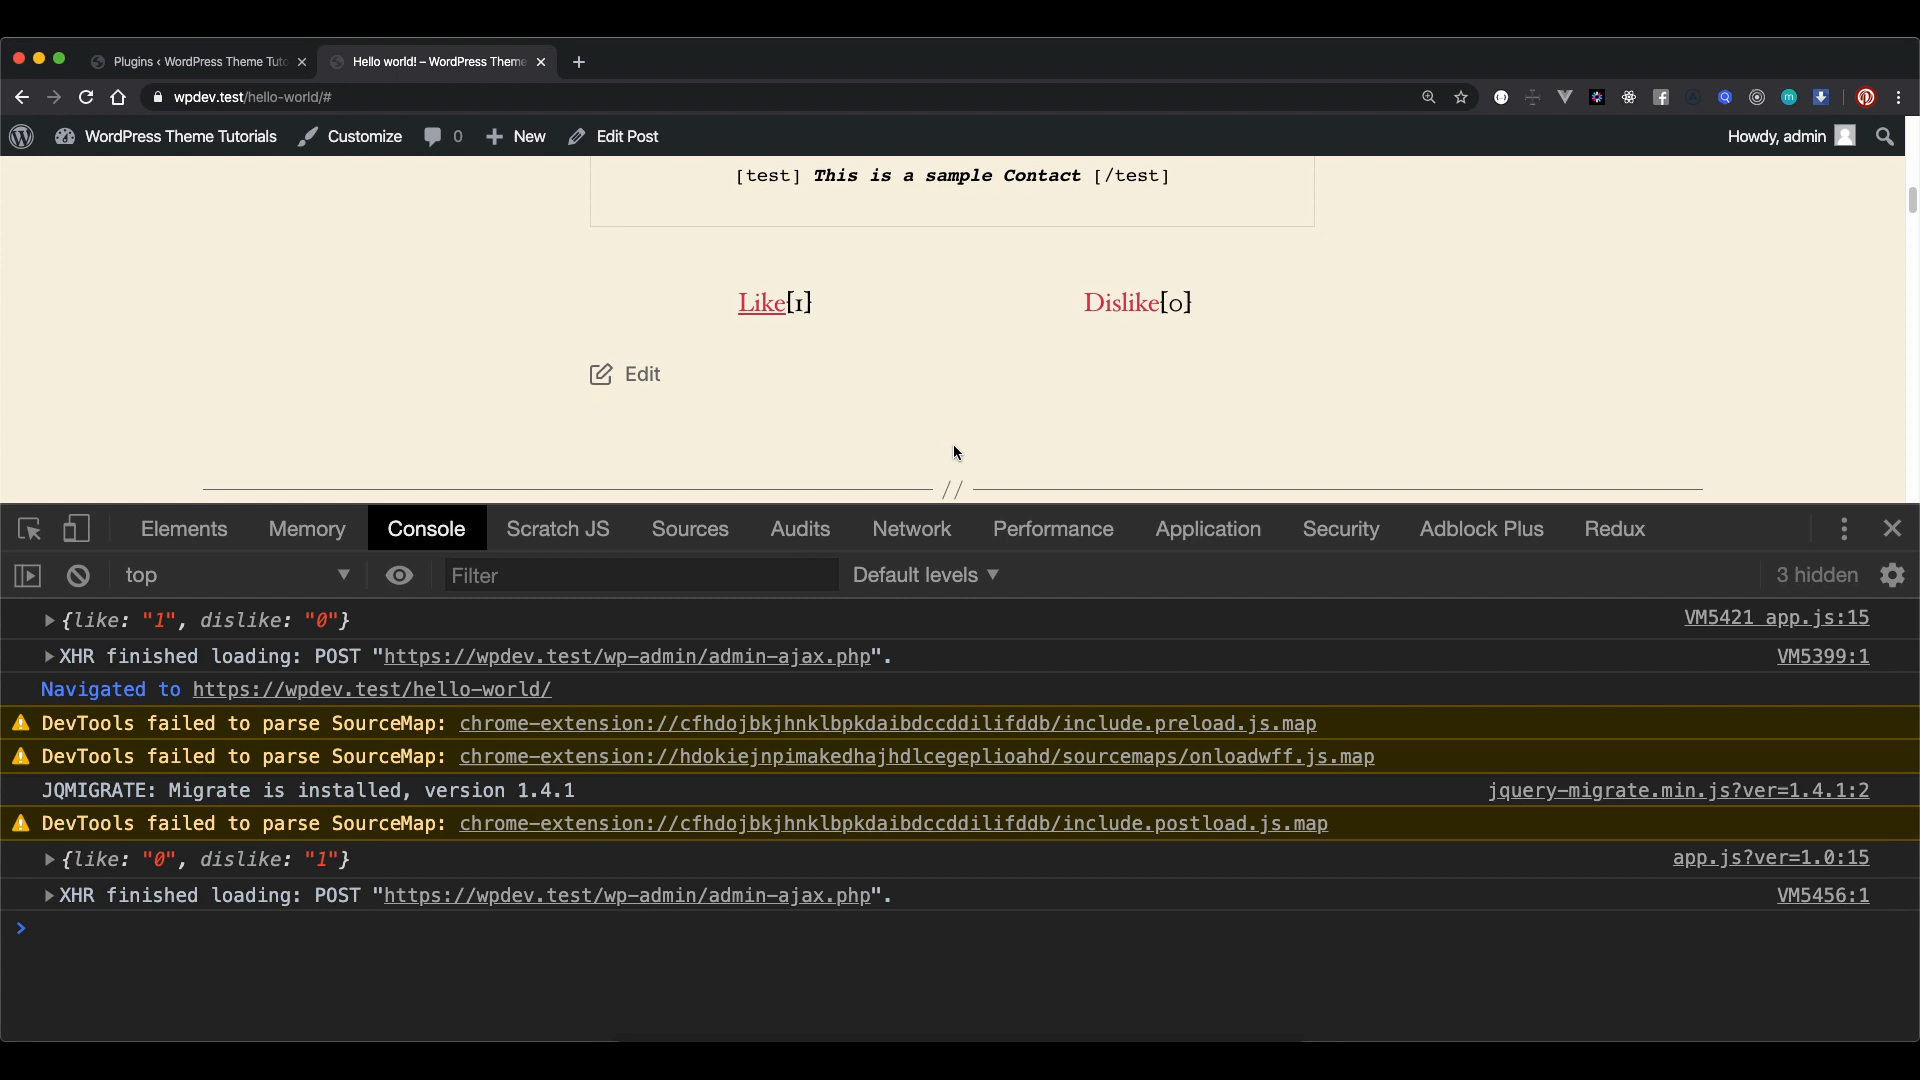 Plugins ‹ WordPress Theme Tuto
Hello world! – WordPress Theme
wpdev.test/hello-world/#
WordPress Theme Tutorials
Customize
0
New
Edit Post
Howdy, admin
[test] This is a sample Contact [/test]
Like[1]
Dislike[0]
Edit
//
Elements
Memory
Console
Scratch JS
Sources
Audits
Network
Performance
Application
Security
Adblock Plus
Redux
top
Filter
Default levels ▼
3 hidden
{like: "1", dislike: "0"}
VM5421 app.js:15
XHR finished loading: POST "https://wpdev.test/wp-admin/admin-ajax.php".
VM5399:1
Navigated to https://wpdev.test/hello-world/
DevTools failed to parse SourceMap: chrome-extension://cfhdojbkjhnklbpkdaibdccddilifddb/include.preload.js.map
DevTools failed to parse SourceMap: chrome-extension://hdokiejnpimakedhajhdlcegeplioahd/sourcemaps/onloadwff.js.map
JQMIGRATE: Migrate is installed, version 1.4.1
jquery-migrate.min.js?ver=1.4.1:2
DevTools failed to parse SourceMap: chrome-extension://cfhdojbkjhnklbpkdaibdccddilifddb/include.postload.js.map
{like: "0", dislike: "1"}
app.js?ver=1.0:15
XHR finished loading: POST "https://wpdev.test/wp-admin/admin-ajax.php".
VM5456:1